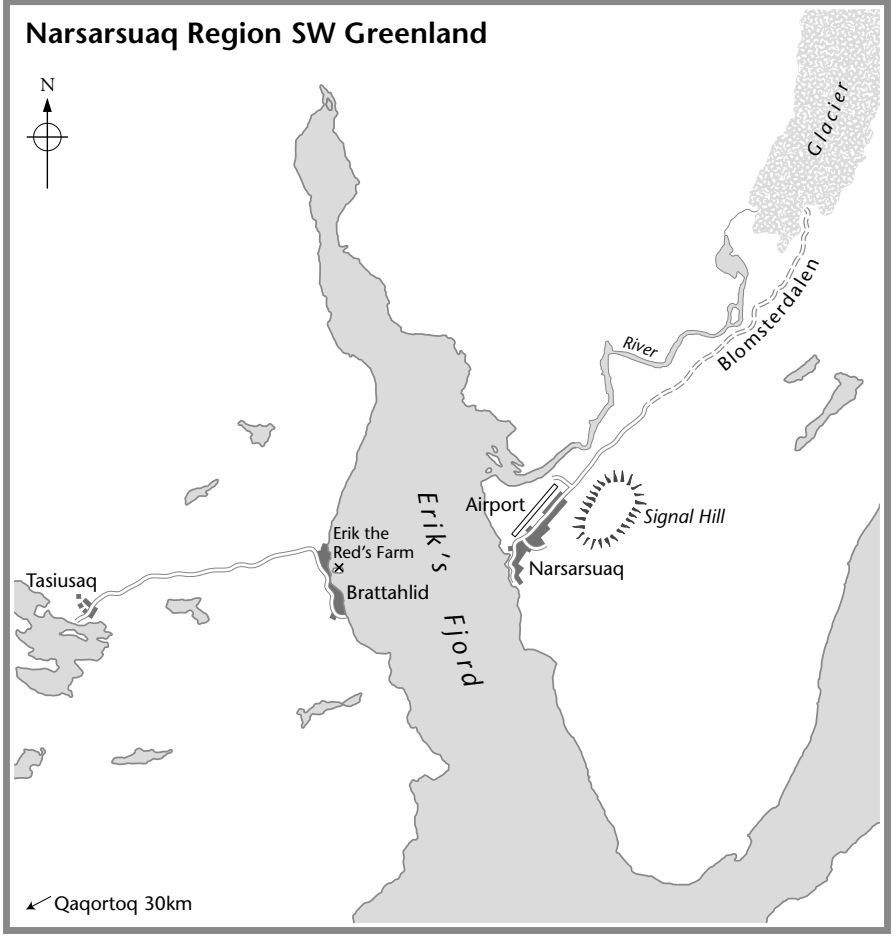 Narsarsuaq Region SW Greenland
N
Glacier
Blomsterdalen
River
Airport
Signal Hill
Narsarsuaq
Erik's
Fjord
Erik the
Red's Farm
Brattahlid
Tasiusaq
Qaqortoq 30km